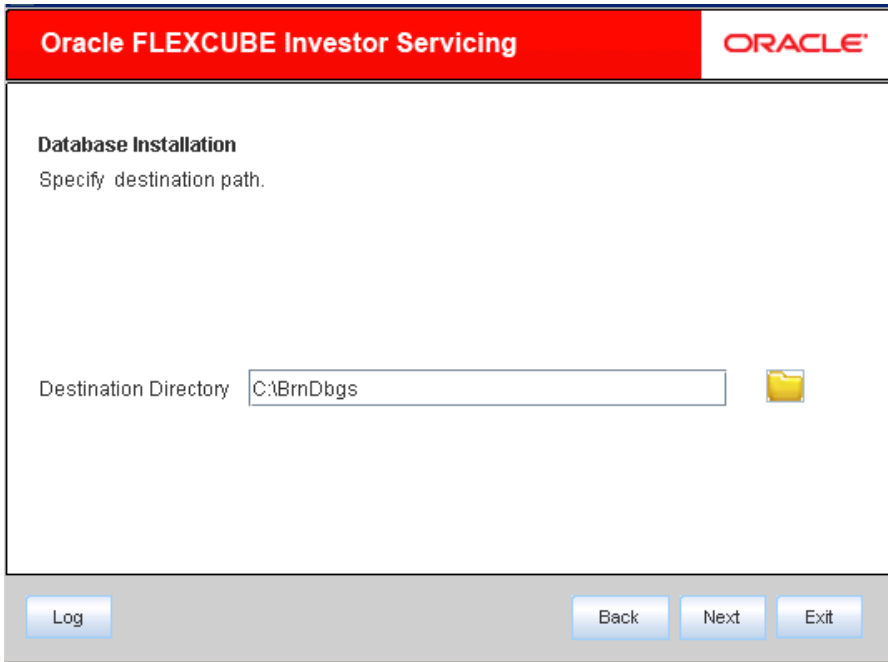 Oracle FLEXCUBE Investor Servicing
ORACLE
Database Installation
Specify destination path.
Destination Directory C:\BrnDbgs
Log Back Next Exit